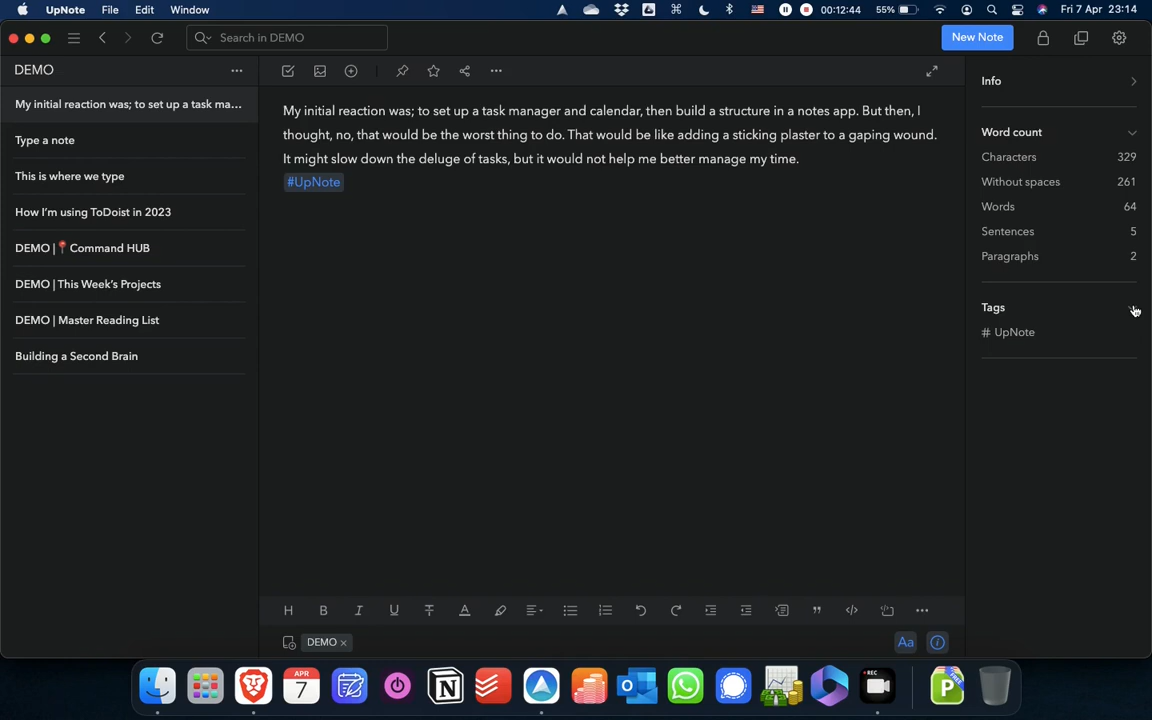 UpNote File Edit Window 00:12:44 55% Fri 7 Apr 23:14
Search in DEMO New Note
DEMO
My initial reaction was; to set up a task ma...
Type a note
This is where we type
How I'm using ToDoist in 2023
DEMO |📍Command HUB
DEMO | This Week's Projects
DEMO | Master Reading List
Building a Second Brain
My initial reaction was; to set up a task manager and calendar, then build a structure in a notes app. But then, I
thought, no, that would be the worst thing to do. That would be like adding a sticking plaster to a gaping wound.
It might slow down the deluge of tasks, but it would not help me better manage my time.
#UpNote
Info
Word count
Characters 329
Without spaces 261
Words 64
Sentences 5
Paragraphs 2
Tags
# UpNote
H B I U T A
DEMO × Aa
APR
7
REC
FREE
P